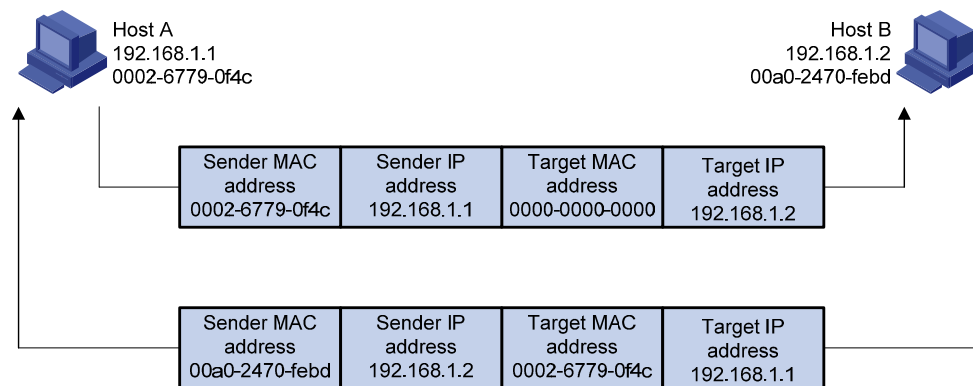 Host A
192.168.1.1
0002-6779-0f4c
Host B
192.168.1.2
00a0-2470-febd
Sender MAC
address
0002-6779-0f4c
Sender IP
address
192.168.1.1
Target MAC
address
0000-0000-0000
Target IP
address
192.168.1.2
Sender MAC
address
00a0-2470-febd
Sender IP
address
192.168.1.2
Target MAC
address
0002-6779-0f4c
Target IP
address
192.168.1.1